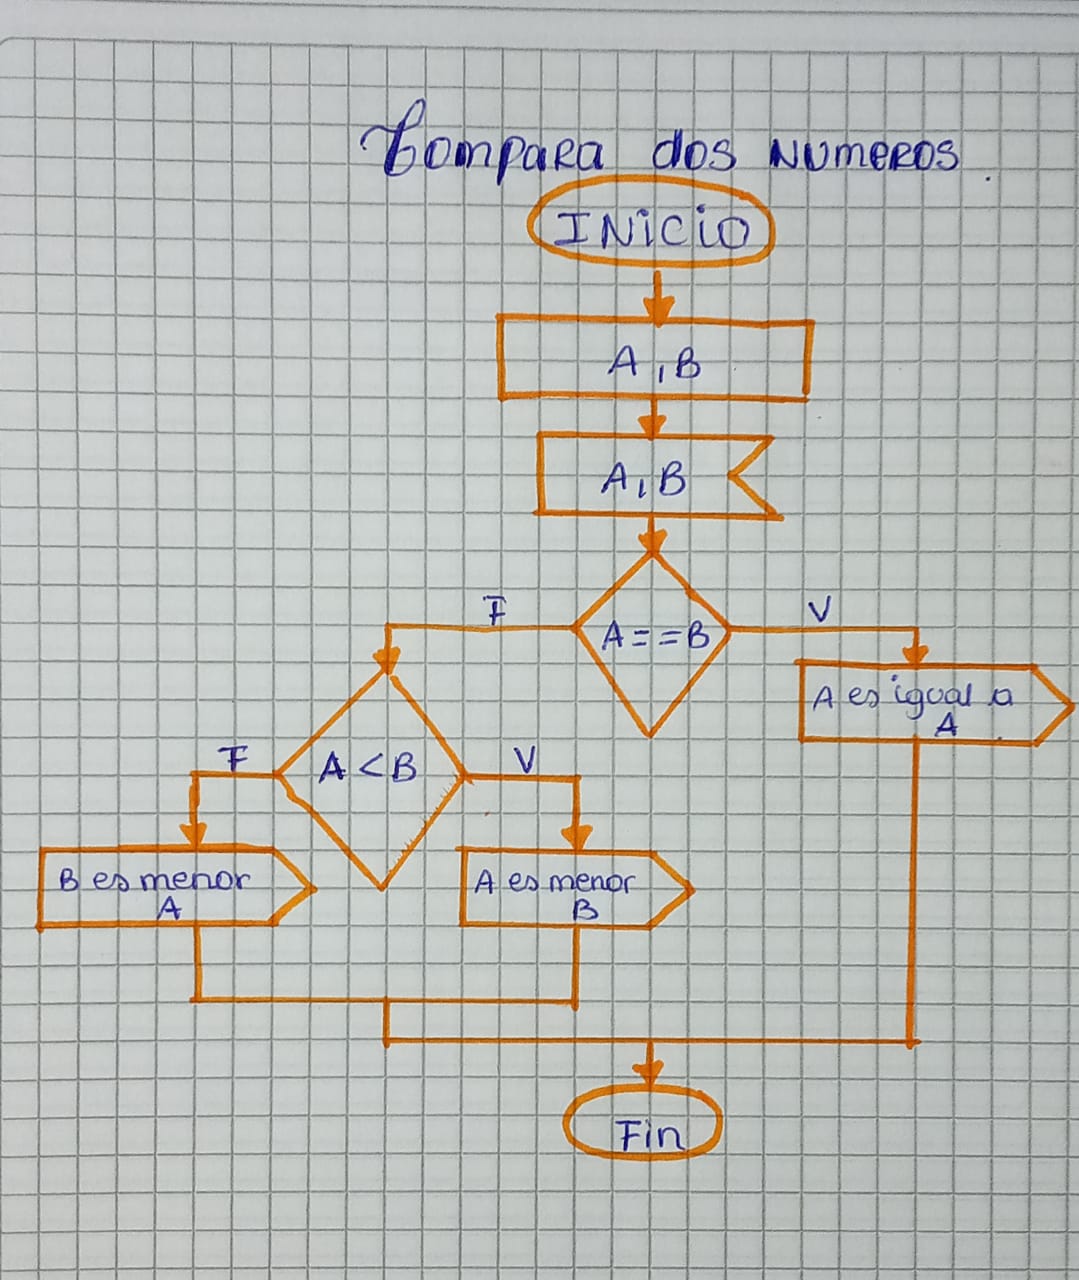 Compara dos numeros.
INicio
A,B
A,B
A==B
F
V
A es igual a
A
A<B
F
V
B es menor
A
A es menor
B
Fin